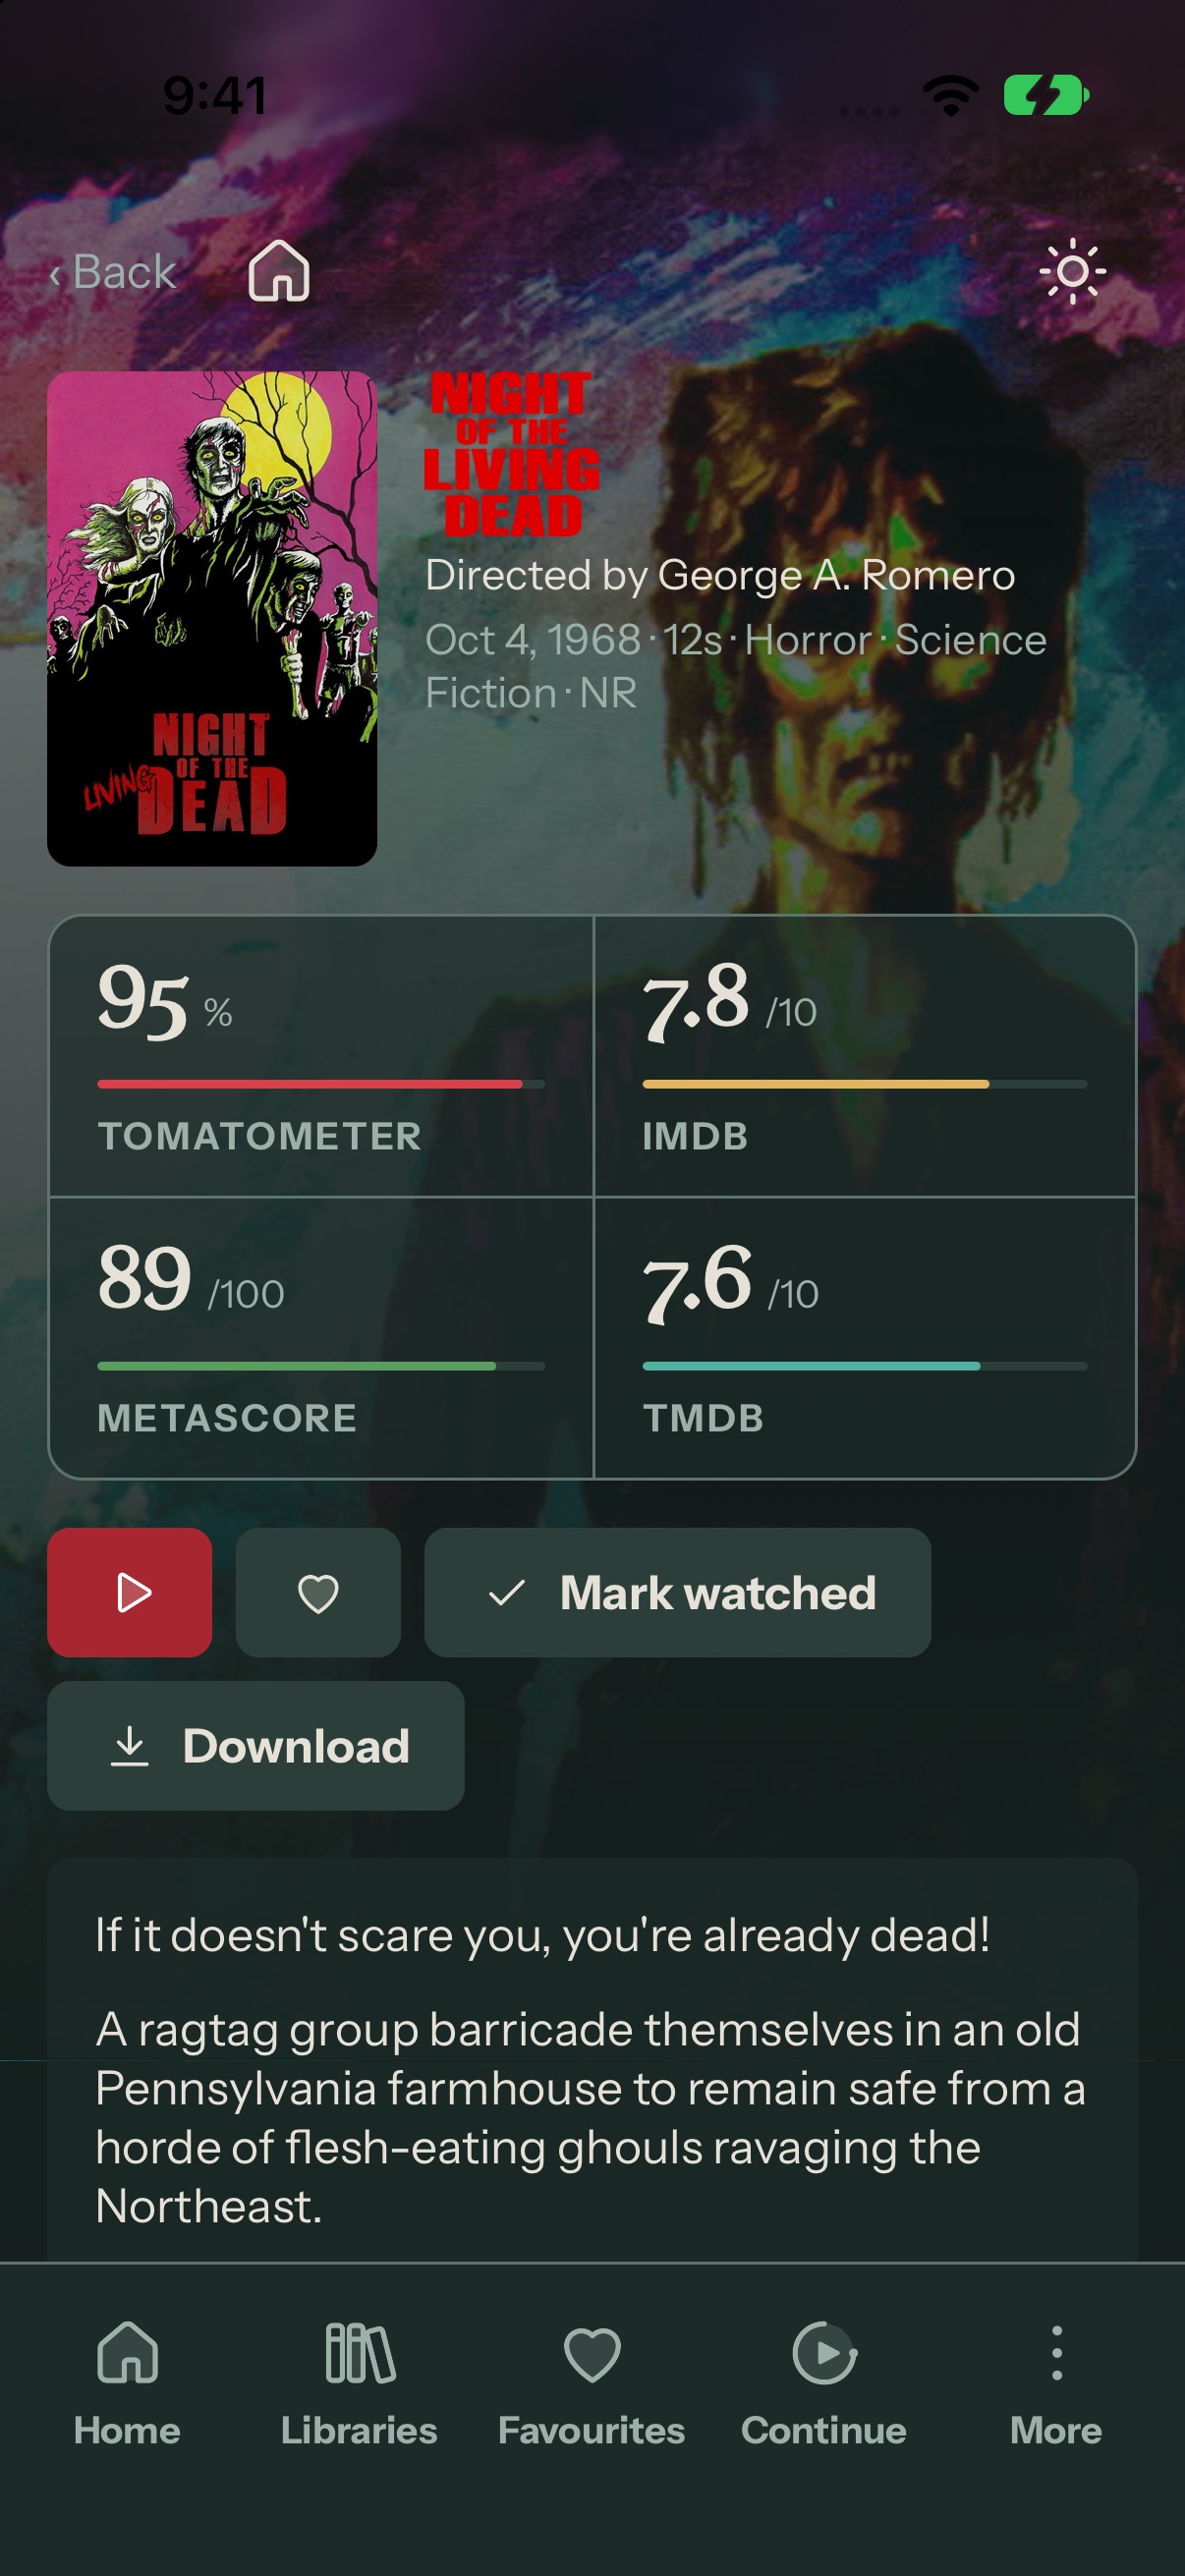 9:41
‹ Back
NIGHT
OF THE
LIVING
DEAD
Directed by George A. Romero
Oct 4, 1968 · 12s · Horror · Science
Fiction · NR
NIGHT
OF THE
LIVING
DEAD
95 %
TOMATOMETER
7.8 /10
IMDB
89 /100
METASCORE
7.6 /10
TMDB
Mark watched
Download
If it doesn't scare you, you're already dead!
A ragtag group barricade themselves in an old
Pennsylvania farmhouse to remain safe from a
horde of flesh-eating ghouls ravaging the
Northeast.
Home
Libraries
Favourites
Continue
More